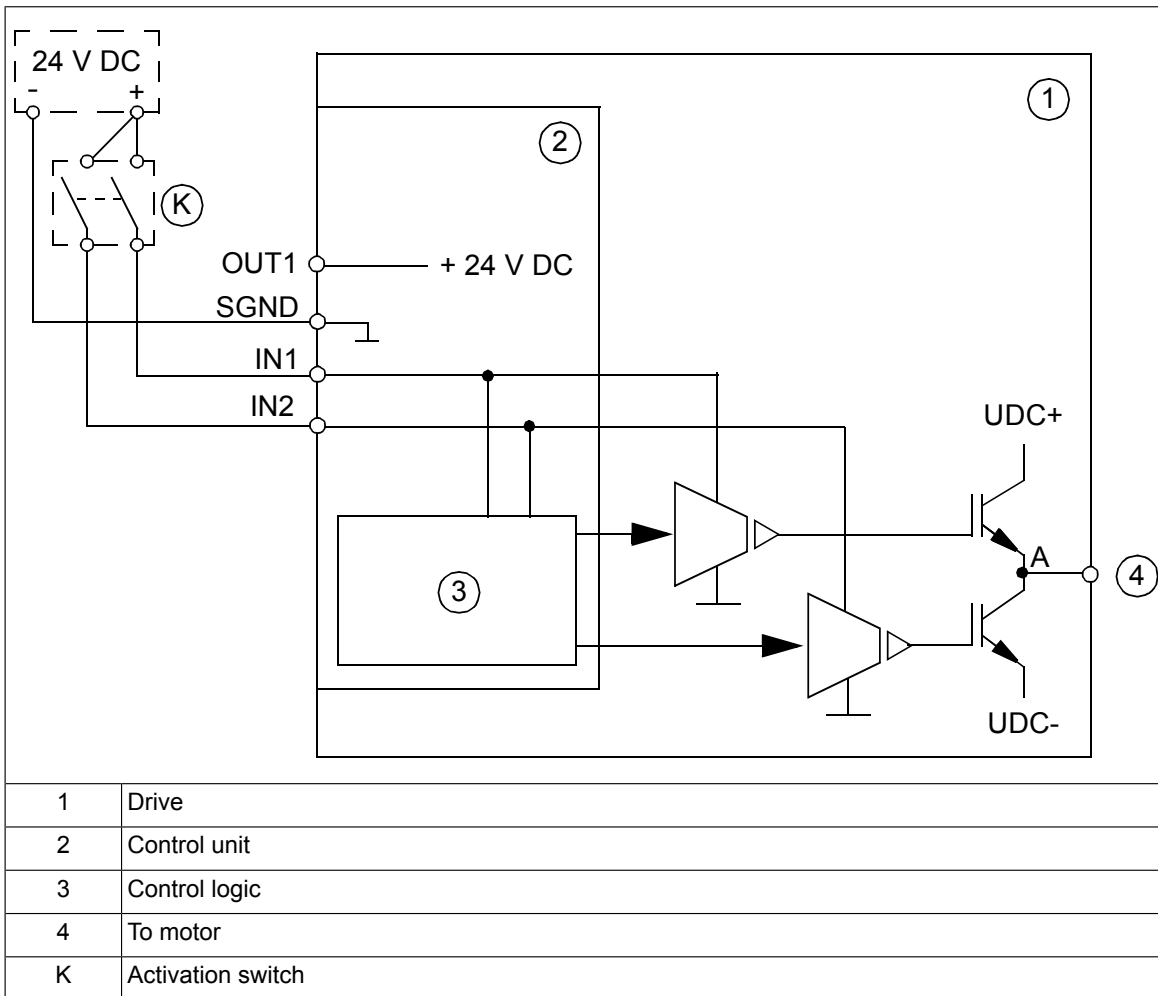 24 V DC
- +
1
2
K
OUT1 + 24 V DC
SGND
IN1
IN2
UDC+
A
4
3
UDC-
1 Drive
2 Control unit
3 Control logic
4 To motor
K Activation switch